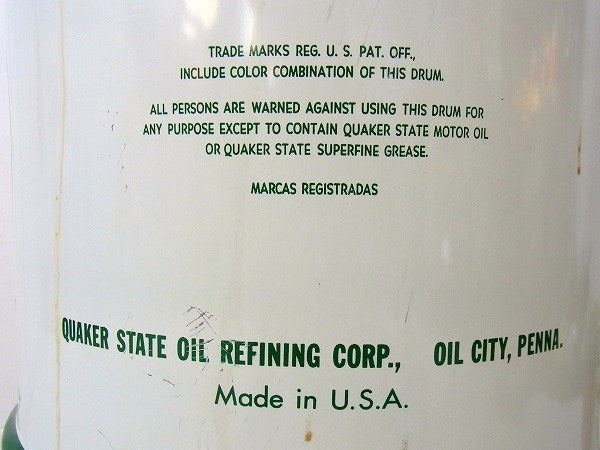 TRADE MARKS REG. U. S. PAT. OFF.,
INCLUDE COLOR COMBINATION OF THIS DRUM.
ALL PERSONS ARE WARNED AGAINST USING THIS DRUM FOR
ANY PURPOSE EXCEPT TO CONTAIN QUAKER STATE MOTOR OIL
OR QUAKER STATE SUPERFINE GREASE.
MARCAS REGISTRADAS
QUAKER STATE OIL REFINING CORP., OIL CITY, PENNA.
Made in U.S.A.